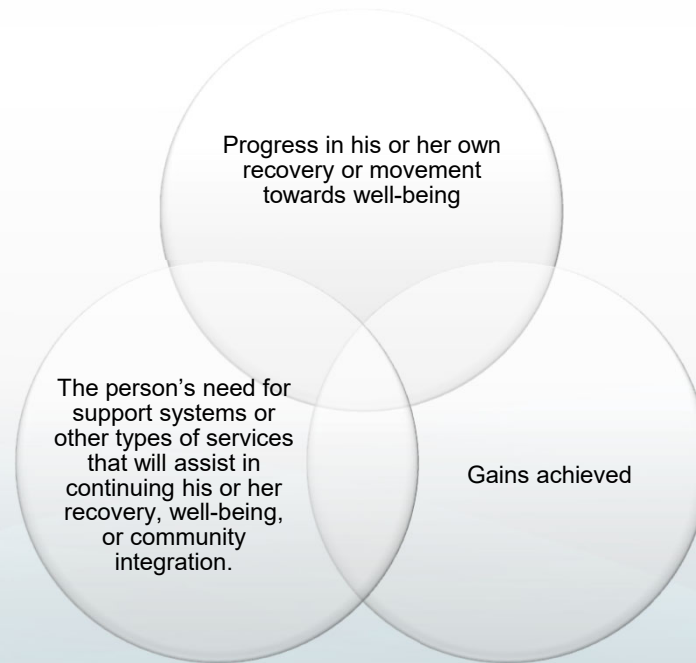 Progress in his or her own
recovery or movement
towards well-being
The person’s need for
support systems or
other types of services
that will assist in
continuing his or her
recovery, well-being,
or community
integration.
Gains achieved